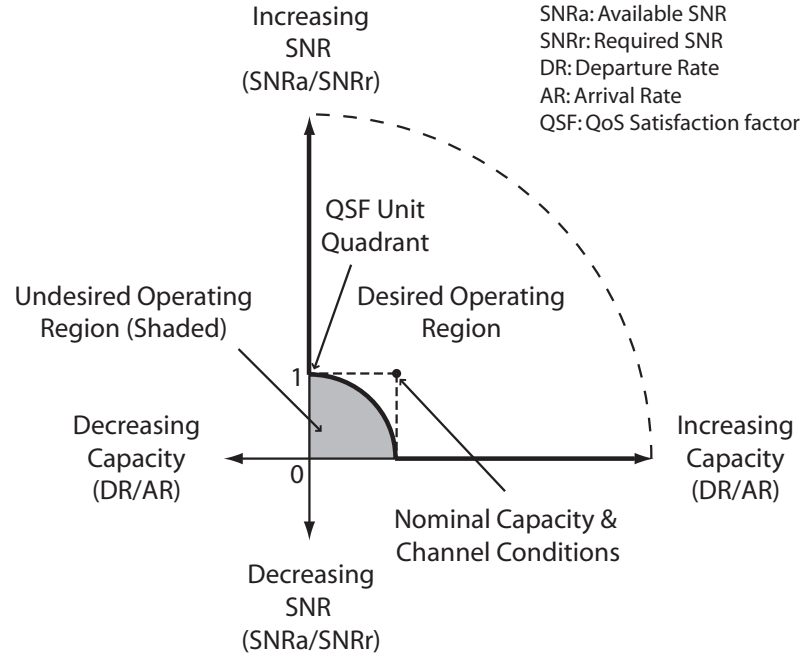 Increasing
SNR
(SNRa/SNRr)
SNRa: Available SNR
SNRr: Required SNR
DR: Departure Rate
AR: Arrival Rate
QSF: QoS Satisfaction factor
QSF Unit
Quadrant
Undesired Operating
Region (Shaded)
Desired Operating
Region
1
Decreasing
Capacity
(DR/AR)
0
Increasing
Capacity
(DR/AR)
Nominal Capacity &
Channel Conditions
Decreasing
SNR
(SNRa/SNRr)